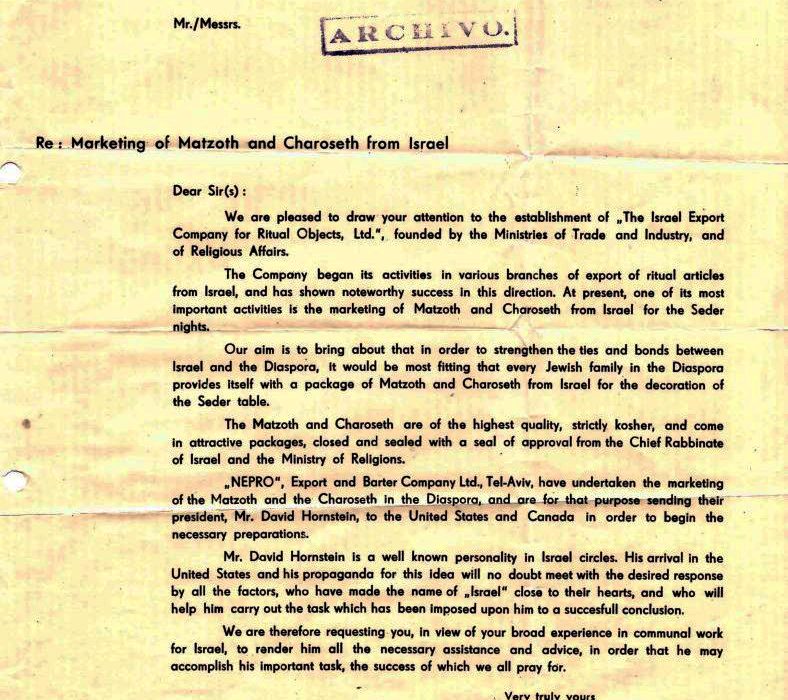 Mr./Messrs.
ARCHIVO.
Re: Marketing of Matzoth and Charoseth from Israel
Dear Sir(s):
We are pleased to draw your attention to the establishment of „The Israel Export
Company for Ritual Objects, Ltd.“, founded by the Ministries of Trade and Industry, and
of Religious Affairs.
The Company began its activities in various branches of export of ritual articles
from Israel, and has shown noteworthy success in this direction. At present, one of its most
important activities is the marketing of Matzoth and Charoseth from Israel for the Seder
nights.
Our aim is to bring about that in order to strengthen the ties and bonds between
Israel and the Diaspora, it would be most fitting that every Jewish family in the Diaspora
provides itself with a package of Matzoth and Charoseth from Israel for the decoration of
the Seder table.
The Matzoth and Charoseth are of the highest quality, strictly kosher, and come
in attractive packages, closed and sealed with a seal of approval from the Chief Rabbinate
of Israel and the Ministry of Religions.
„NEPRO“, Export and Barter Company Ltd., Tel-Aviv, have undertaken the marketing
of the Matzoth and the Charoseth in the Diaspora, and are for that purpose sending their
president, Mr. David Hornstein, to the United States and Canada in order to begin the
necessary preparations.
Mr. David Hornstein is a well known personality in Israel circles. His arrival in the
United States and his propaganda for this idea will no doubt meet with the desired response
by all the factors, who have made the name of „Israel“ close to their hearts, and who will
help him carry out the task which has been imposed upon him to a succesfull conclusion.
We are therefore requesting you, in view of your broad experience in communal work
for Israel, to render him all the necessary assistance and advice, in order that he may
accomplish his important task, the success of which we all pray for.
Very truly yours